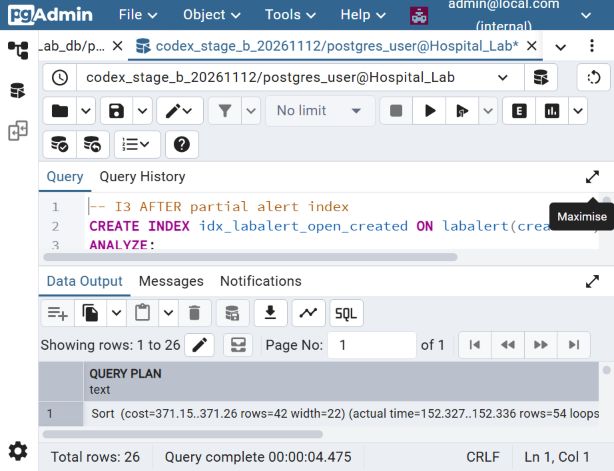 pgAdmin File Object Tools Help admin@local.com (internal)
_ab_db/p... codex_stage_b_20261112/postgres_user@Hospital_Lab*
codex_stage_b_20261112/postgres_user@Hospital_Lab
No limit
E
Query Query History
Maximise
1 -- I3 AFTER partial alert index
2 CREATE INDEX idx_labalert_open_created ON labalert(crea
3 ANALYZE;
Data Output Messages Notifications
SQL
Showing rows: 1 to 26 Page No: 1 of 1
QUERY PLAN
text
1 Sort (cost=371.15..371.26 rows=42 width=22) (actual time=152.327..152.336 rows=54 loops
Total rows: 26 Query complete 00:00:04.475 CRLF Ln 1, Col 1